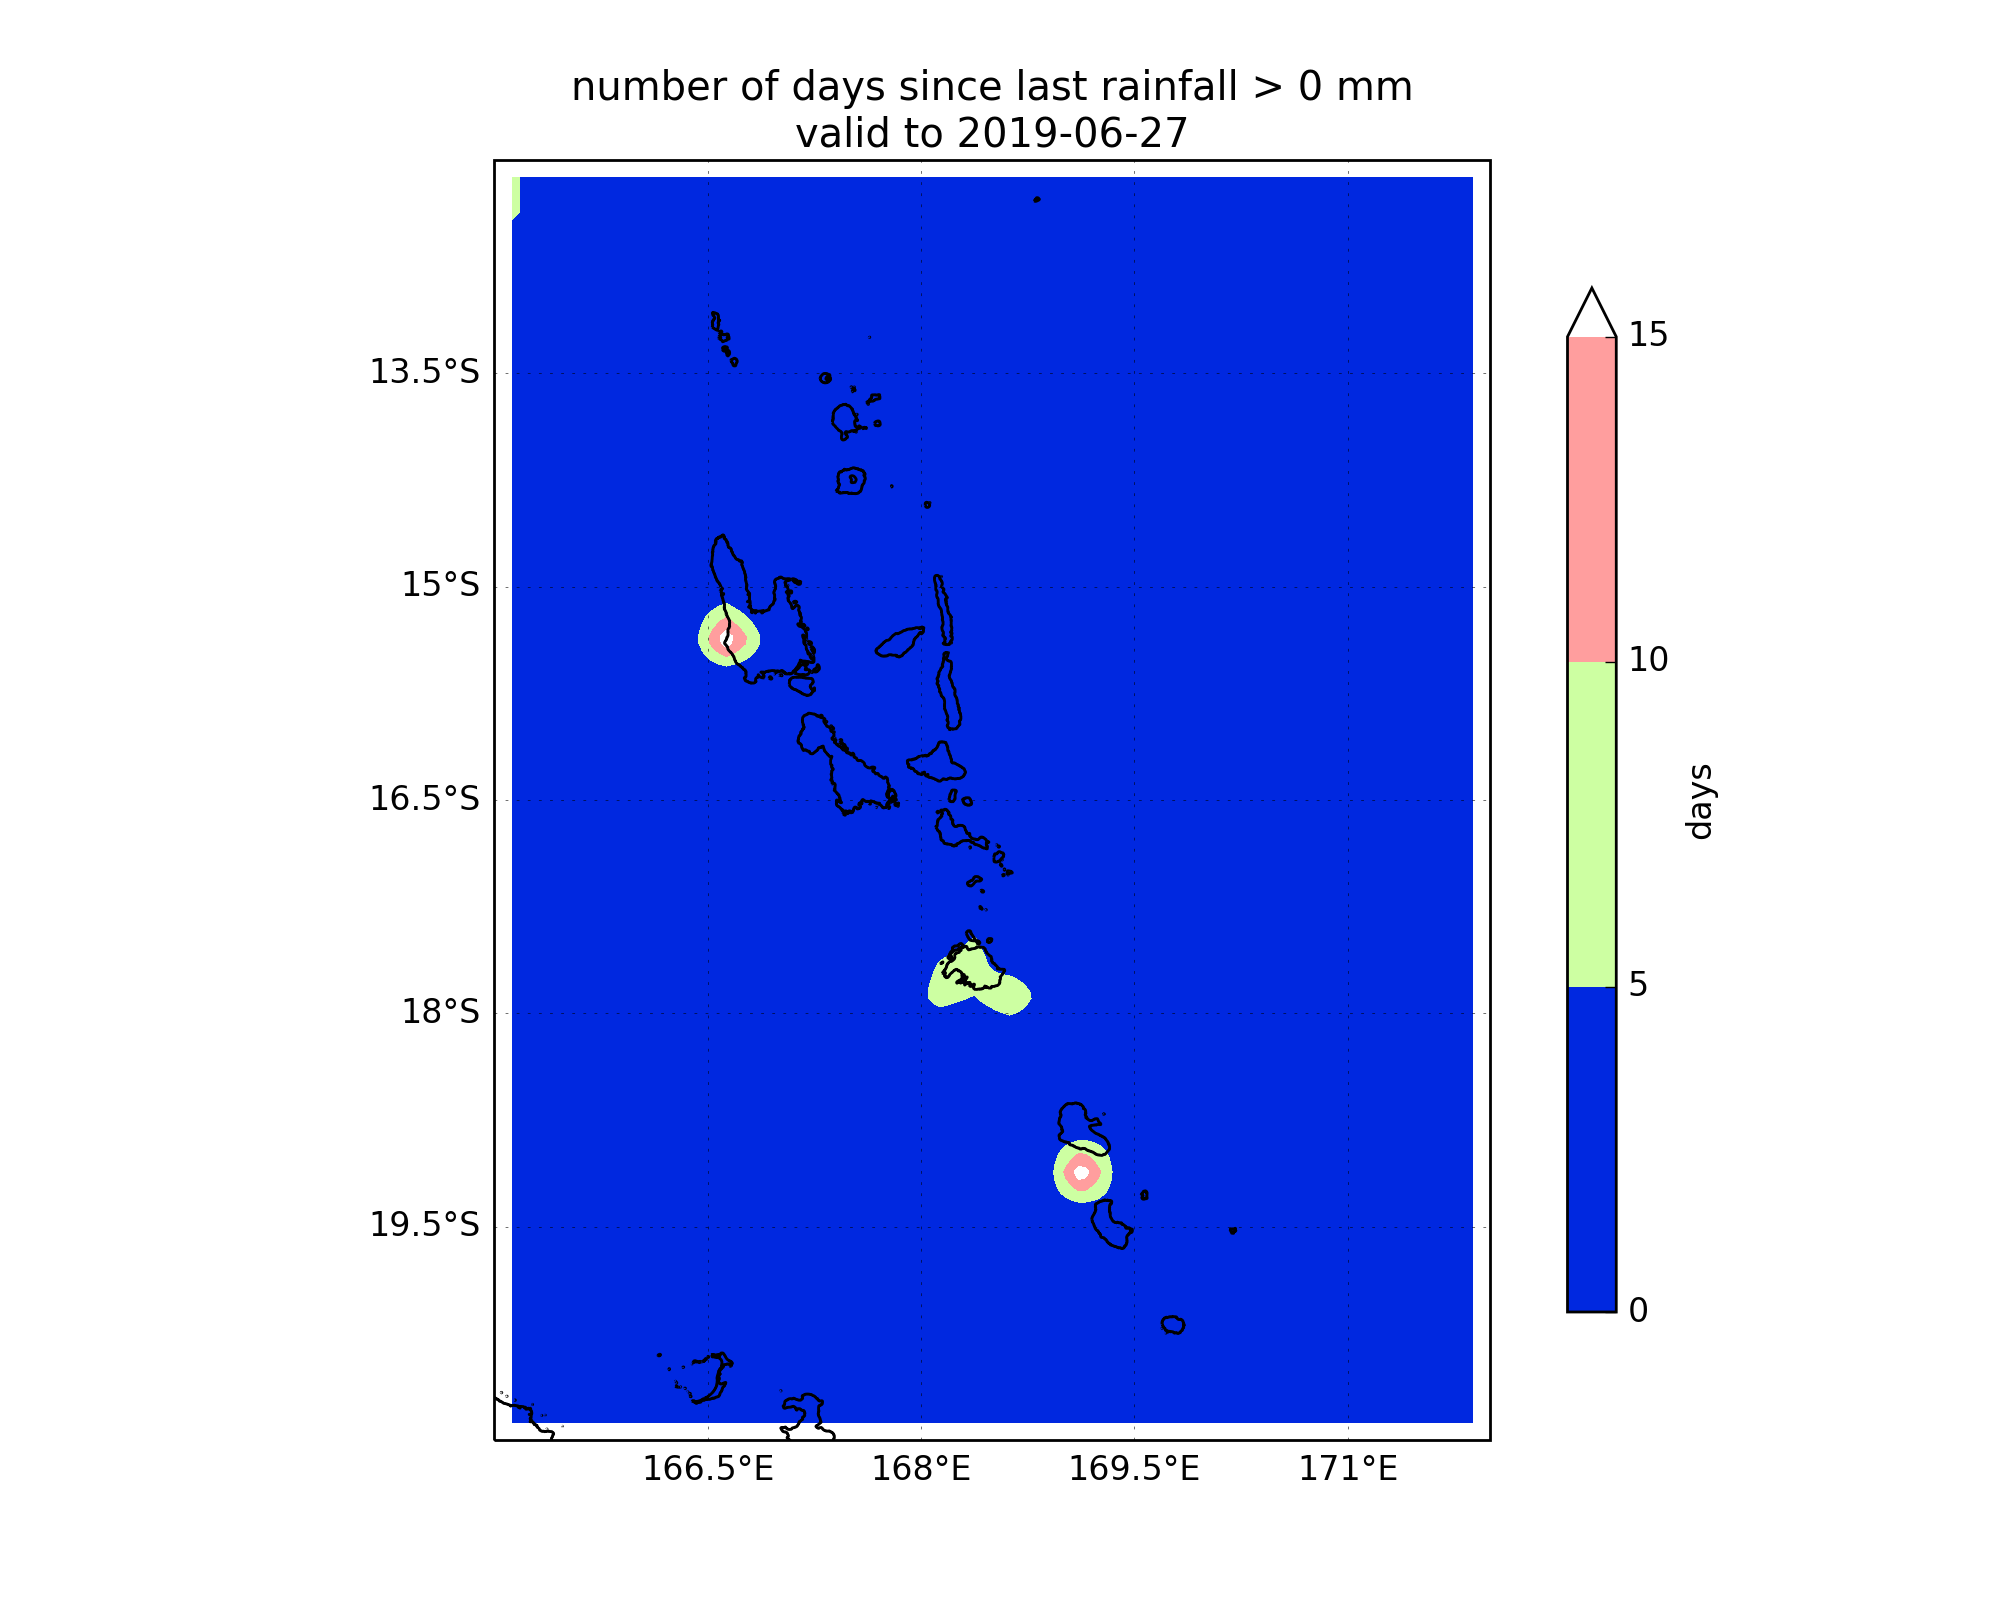 number of days since last rainfall > 0 mm
valid to 2019-06-27
13.5°S
15°S
16.5°S
18°S
19.5°S
166.5°E
168°E
169.5°E
171°E
15
10
5
0
days